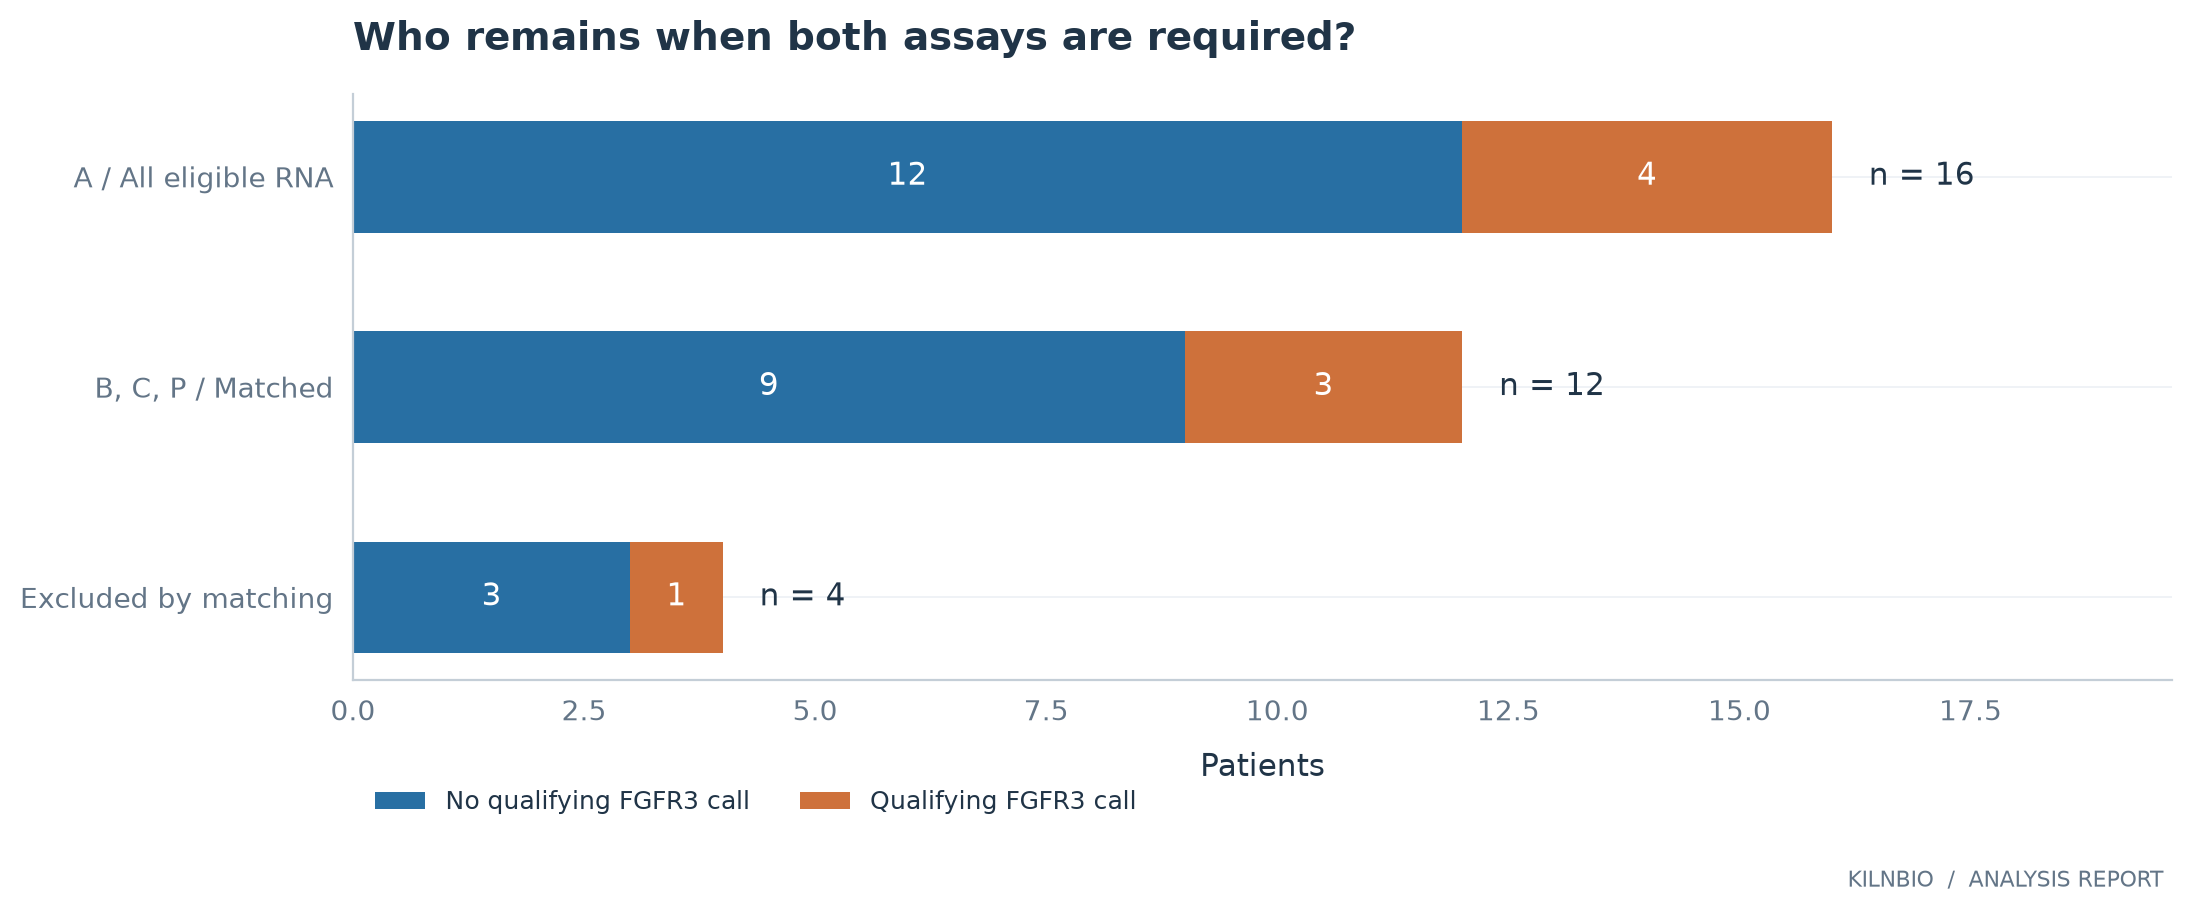 Who remains when both assays are required?
A / All eligible RNA 12 4 n = 16
B, C, P / Matched 9 3 n = 12
Excluded by matching 3 1 n = 4
0.0 2.5 5.0 7.5 10.0 12.5 15.0 17.5
Patients
No qualifying FGFR3 call Qualifying FGFR3 call
KILNBIO / ANALYSIS REPORT